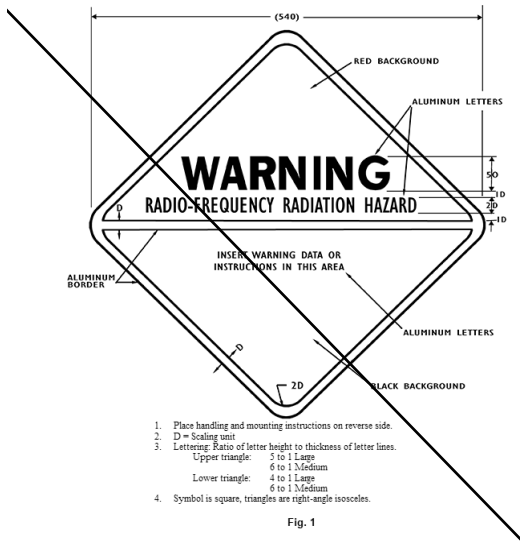 (540)
RED BACKGROUND
ALUMINUM LETTERS
WARNING
5D
1D
D
RADIO-FREQUENCY RADIATION HAZARD
2D
1D
INSERT WARNING DATA OR
INSTRUCTIONS IN THIS AREA
ALUMINUM
BORDER
ALUMINUM LETTERS
D
2D
BLACK BACKGROUND
1. Place handling and mounting instructions on reverse side.
2. D = Scaling unit
3. Lettering: Ratio of letter height to thickness of letter lines.
Upper triangle: 5 to 1 Large
6 to 1 Medium
Lower triangle: 4 to 1 Large
6 to 1 Medium
4. Symbol is square, triangles are right-angle isosceles.
Fig. 1